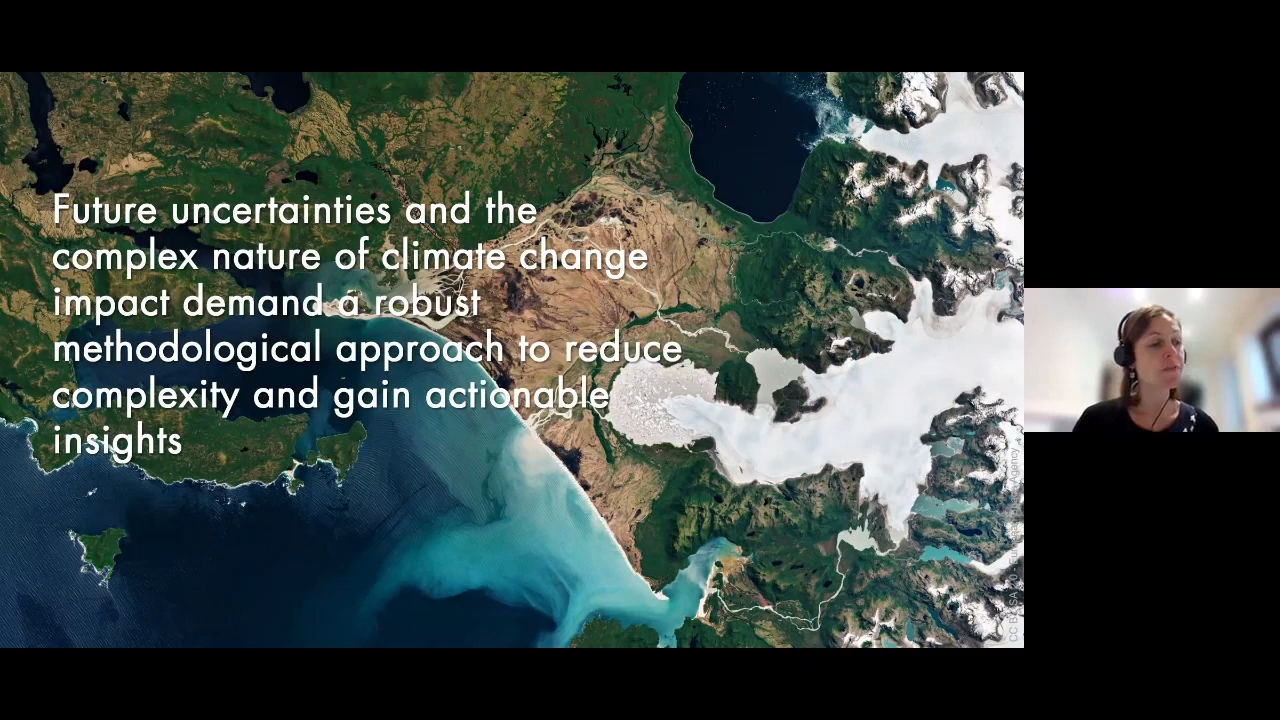 Future uncertainties and the
complex nature of climate change
impact demand a robust
methodological approach to reduce
complexity and gain actionable
insights
Agency